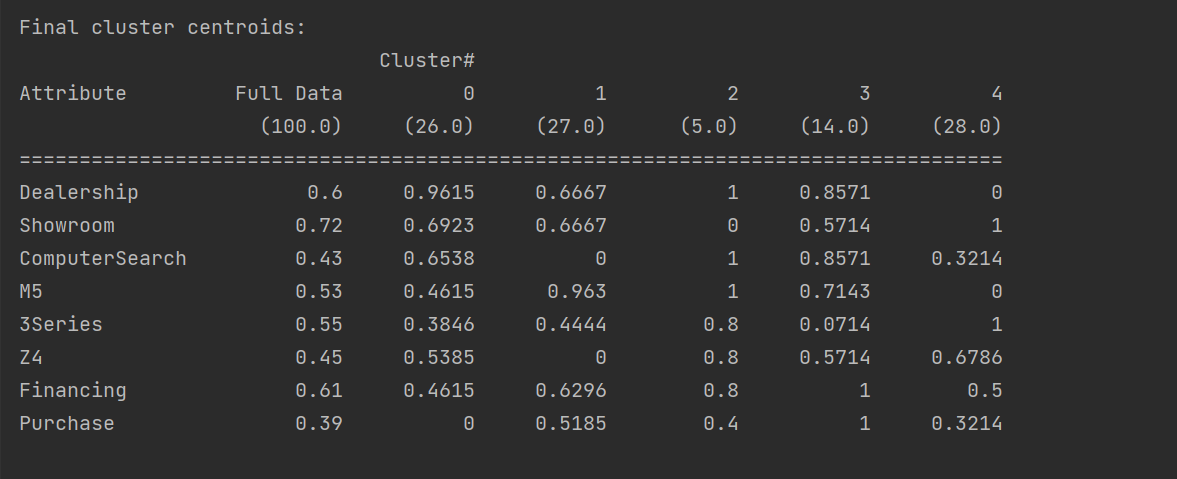 Final cluster centroids:
Cluster#
Attribute Full Data 0 1 2 3 4
(100.0) (26.0) (27.0) (5.0) (14.0) (28.0)
==================================================================================
Dealership 0.6 0.9615 0.6667 1 0.8571 0
Showroom 0.72 0.6923 0.6667 0 0.5714 1
ComputerSearch 0.43 0.6538 0 1 0.8571 0.3214
M5 0.53 0.4615 0.963 1 0.7143 0
3Series 0.55 0.3846 0.4444 0.8 0.0714 1
Z4 0.45 0.5385 0 0.8 0.5714 0.6786
Financing 0.61 0.4615 0.6296 0.8 1 0.5
Purchase 0.39 0 0.5185 0.4 1 0.3214